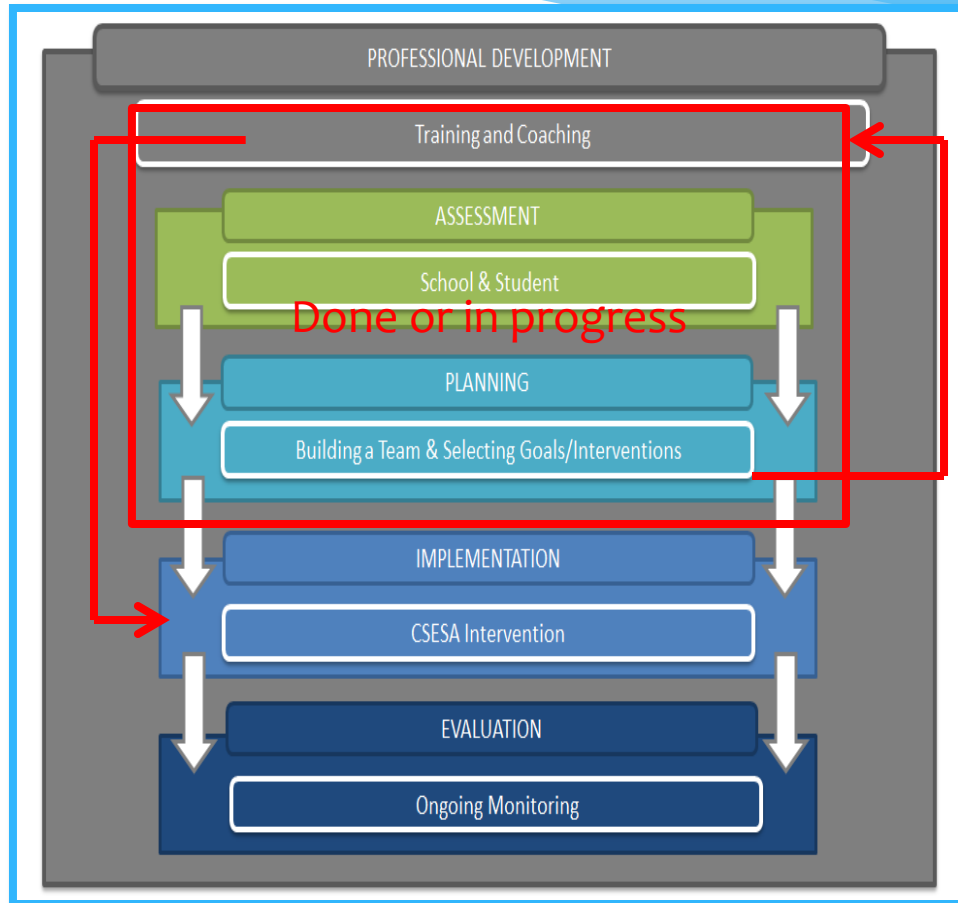 PROFESSIONAL DEVELOPMENT
Training and Coaching
ASSESSMENT
School & Student
Done or in progress
PLANNING
Building a Team & Selecting Goals/Interventions
IMPLEMENTATION
CSESA Intervention
EVALUATION
Ongoing Monitoring